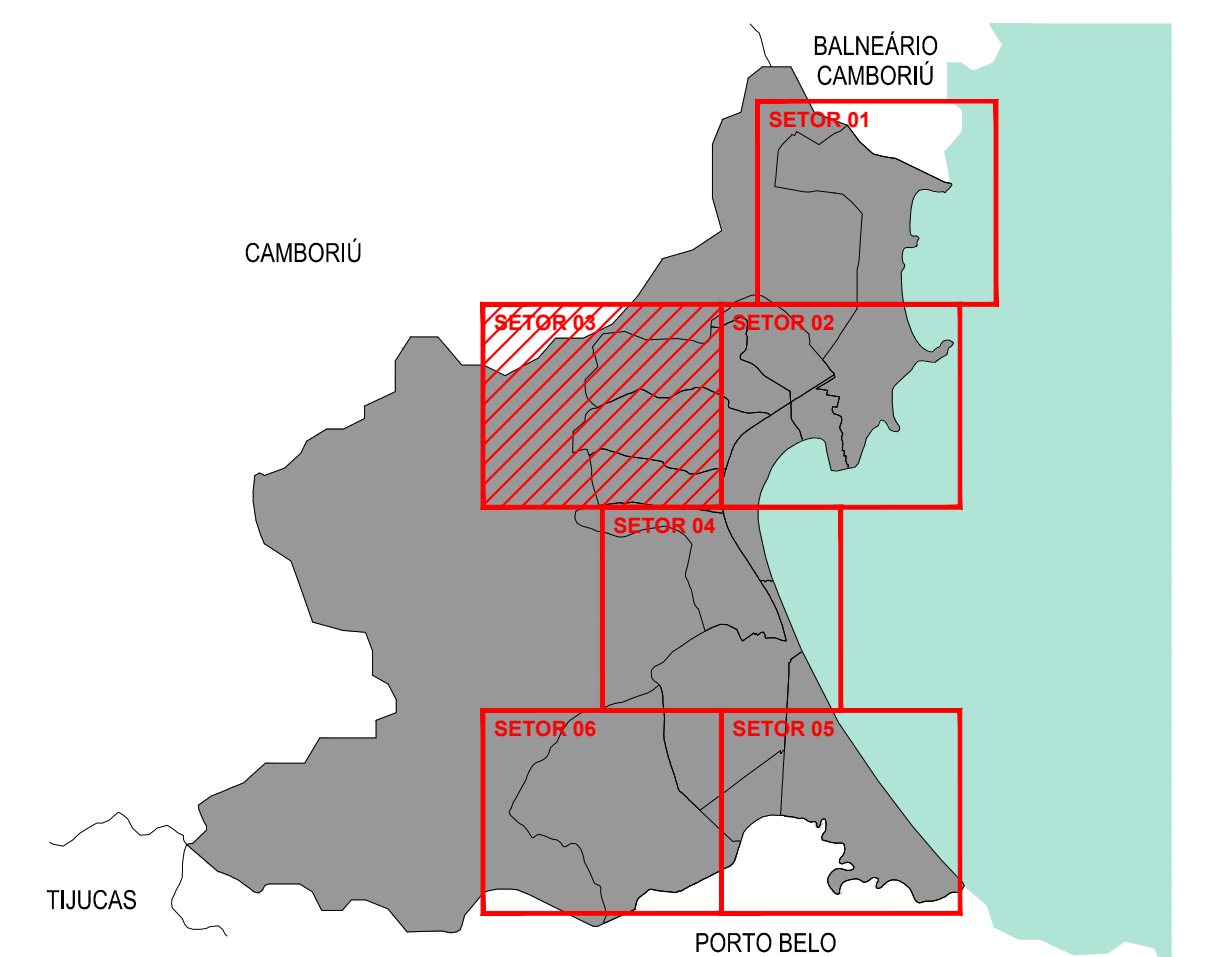 BALNEÁRIO
CAMBORIÚ
SETOR 01
CAMBORIÚ
SETOR 03
SETOR 02
SETOR 04
SETOR 06
SETOR 05
TIJUCAS
PORTO BELO